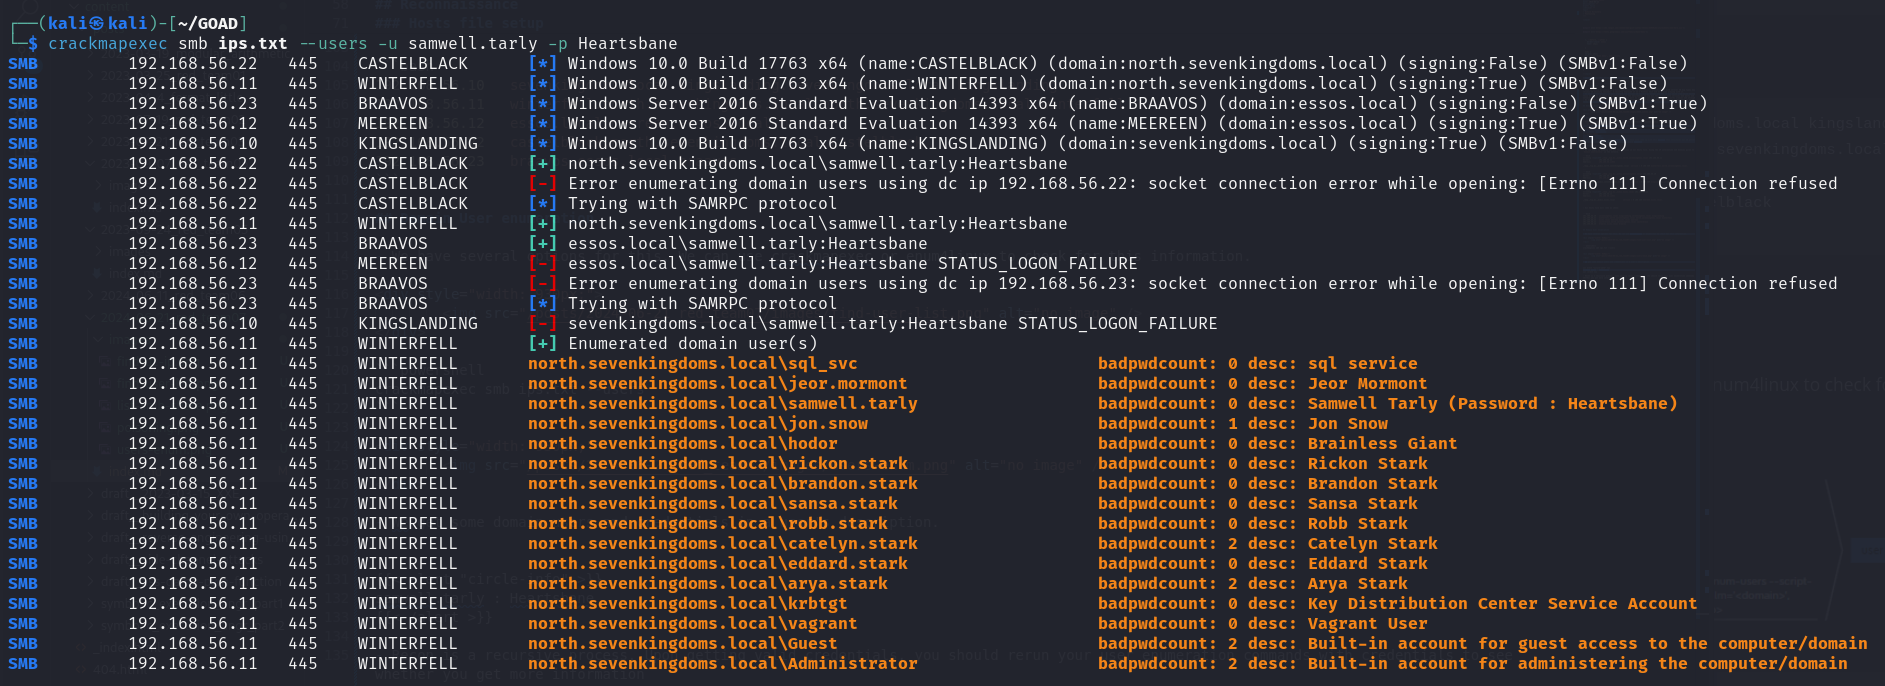 ┌──(kali㉿kali)-[~/GOAD]
└─$ crackmapexec smb ips.txt --users -u samwell.tarly -p Heartsbane
SMB 192.168.56.22 445 CASTELBLACK [*] Windows 10.0 Build 17763 x64 (name:CASTELBLACK) (domain:north.sevenkingdoms.local) (signing:False) (SMBv1:False)
SMB 192.168.56.11 445 WINTERFELL [*] Windows 10.0 Build 17763 x64 (name:WINTERFELL) (domain:north.sevenkingdoms.local) (signing:True) (SMBv1:False)
SMB 192.168.56.23 445 BRAAVOS [*] Windows Server 2016 Standard Evaluation 14393 x64 (name:BRAAVOS) (domain:essos.local) (signing:False) (SMBv1:True)
SMB 192.168.56.12 445 MEEREEN [*] Windows Server 2016 Standard Evaluation 14393 x64 (name:MEEREEN) (domain:essos.local) (signing:True) (SMBv1:True)
SMB 192.168.56.10 445 KINGSLANDING [*] Windows 10.0 Build 17763 x64 (name:KINGSLANDING) (domain:sevenkingdoms.local) (signing:True) (SMBv1:False)
SMB 192.168.56.22 445 CASTELBLACK [+] north.sevenkingdoms.local\samwell.tarly:Heartsbane
SMB 192.168.56.22 445 CASTELBLACK [-] Error enumerating domain users using dc ip 192.168.56.22: socket connection error while opening: [Errno 111] Connection refused
SMB 192.168.56.22 445 CASTELBLACK [*] Trying with SAMRPC protocol
SMB 192.168.56.11 445 WINTERFELL [+] north.sevenkingdoms.local\samwell.tarly:Heartsbane
SMB 192.168.56.23 445 BRAAVOS [+] essos.local\samwell.tarly:Heartsbane
SMB 192.168.56.12 445 MEEREEN [-] essos.local\samwell.tarly:Heartsbane STATUS_LOGON_FAILURE
SMB 192.168.56.23 445 BRAAVOS [-] Error enumerating domain users using dc ip 192.168.56.23: socket connection error while opening: [Errno 111] Connection refused
SMB 192.168.56.23 445 BRAAVOS [*] Trying with SAMRPC protocol
SMB 192.168.56.10 445 KINGSLANDING [-] sevenkingdoms.local\samwell.tarly:Heartsbane STATUS_LOGON_FAILURE
SMB 192.168.56.11 445 WINTERFELL [+] Enumerated domain user(s)
SMB 192.168.56.11 445 WINTERFELL north.sevenkingdoms.local\sql_svc badpwdcount: 0 desc: sql service
SMB 192.168.56.11 445 WINTERFELL north.sevenkingdoms.local\jeor.mormont badpwdcount: 0 desc: Jeor Mormont
SMB 192.168.56.11 445 WINTERFELL north.sevenkingdoms.local\samwell.tarly badpwdcount: 0 desc: Samwell Tarly (Password : Heartsbane)
SMB 192.168.56.11 445 WINTERFELL north.sevenkingdoms.local\jon.snow badpwdcount: 1 desc: Jon Snow
SMB 192.168.56.11 445 WINTERFELL north.sevenkingdoms.local\hodor badpwdcount: 0 desc: Brainless Giant
SMB 192.168.56.11 445 WINTERFELL north.sevenkingdoms.local\rickon.stark badpwdcount: 0 desc: Rickon Stark
SMB 192.168.56.11 445 WINTERFELL north.sevenkingdoms.local\brandon.stark badpwdcount: 0 desc: Brandon Stark
SMB 192.168.56.11 445 WINTERFELL north.sevenkingdoms.local\sansa.stark badpwdcount: 0 desc: Sansa Stark
SMB 192.168.56.11 445 WINTERFELL north.sevenkingdoms.local\robb.stark badpwdcount: 0 desc: Robb Stark
SMB 192.168.56.11 445 WINTERFELL north.sevenkingdoms.local\catelyn.stark badpwdcount: 2 desc: Catelyn Stark
SMB 192.168.56.11 445 WINTERFELL north.sevenkingdoms.local\eddard.stark badpwdcount: 0 desc: Eddard Stark
SMB 192.168.56.11 445 WINTERFELL north.sevenkingdoms.local\arya.stark badpwdcount: 2 desc: Arya Stark
SMB 192.168.56.11 445 WINTERFELL north.sevenkingdoms.local\krbtgt badpwdcount: 0 desc: Key Distribution Center Service Account
SMB 192.168.56.11 445 WINTERFELL north.sevenkingdoms.local\vagrant badpwdcount: 0 desc: Vagrant User
SMB 192.168.56.11 445 WINTERFELL north.sevenkingdoms.local\Guest badpwdcount: 2 desc: Built-in account for guest access to the computer/domain
SMB 192.168.56.11 445 WINTERFELL north.sevenkingdoms.local\Administrator badpwdcount: 2 desc: Built-in account for administering the computer/domain